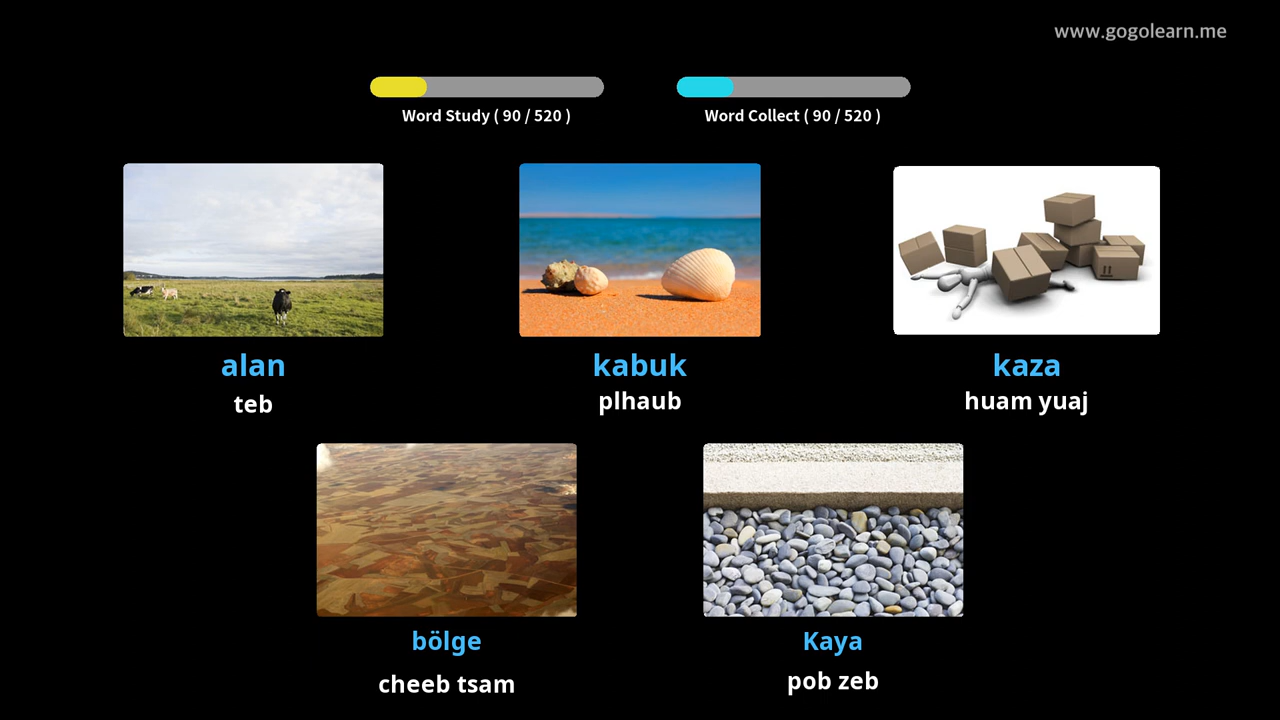 www.gogolearn.me
Word Study ( 90 / 520 )
Word Collect ( 90 / 520 )
alan
teb
kabuk
plhaub
kaza
huam yuaj
bölge
cheeb tsam
Kaya
pob zeb